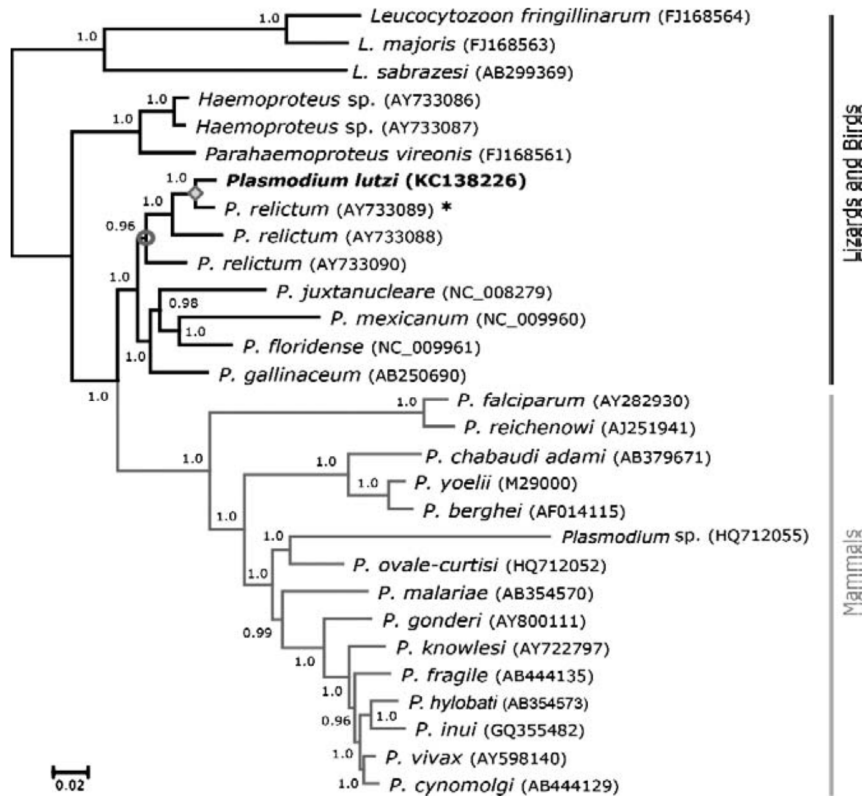 1.0
Leucocytozoon fringillinarum (FJ168564)
1.0
L. majoris (FJ168563)
L. sabrazesi (AB299369)
1.0
Haemoproteus sp. (AY733086)
1.0
Haemoproteus sp. (AY733087)
Parahaemoproteus vireonis (FJ168561)
1.0
Plasmodium lutzi (KC138226)
1.0
P. relictum (AY733089) *
0.96
P. relictum (AY733088)
P. relictum (AY733090)
1.0
P. juxtanucleare (NC_008279)
0.98
P. mexicanum (NC_009960)
1.0
P. floridense (NC_009961)
1.0
P. gallinaceum (AB250690)
1.0
Lizards and Birds
1.0
P. falciparum (AY282930)
P. reichenowi (AJ251941)
1.0
1.0
P. chabaudi adami (AB379671)
1.0
P. yoelii (M29000)
P. berghei (AF014115)
1.0
1.0
Plasmodium sp. (HQ712055)
P. ovale-curtisi (HQ712052)
1.0
P. malariae (AB354570)
0.99
P. gonderi (AY800111)
P. knowlesi (AY722797)
1.0
P. fragile (AB444135)
1.0
P. hylobati (AB354573)
0.96
1.0
P. inui (GQ355482)
1.0
P. vivax (AY598140)
1.0
P. cynomolgi (AB444129)
Mammals
0.02